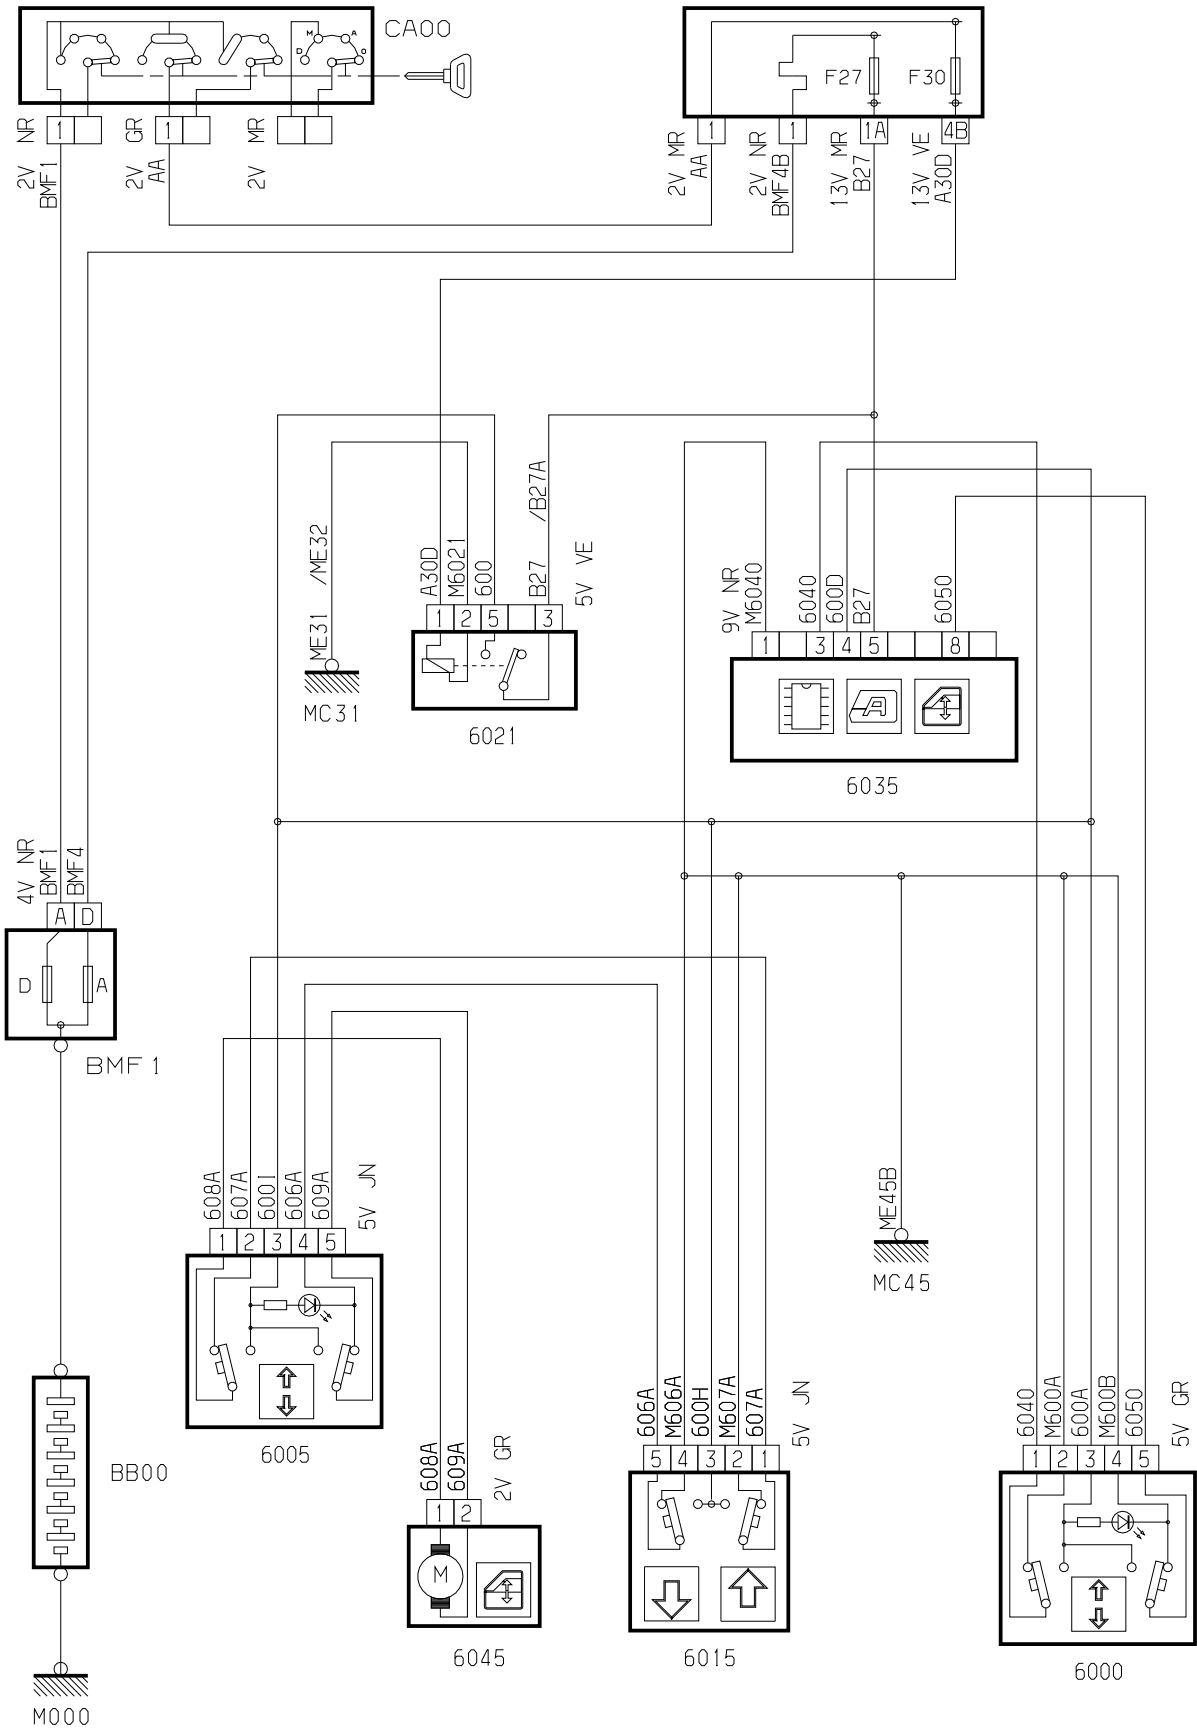 CA00
M
A
D
O
F27
F30
1
1
1
1
1A
4B
2V NR
BMF1
2V GR
AA
2V MR
2V MR
AA
2V NR
BMF4B
13V MR
B27
13V VE
A30D
ME31 /ME32
MC31
A30D
M6021
600
B27 /B27A
5V VE
1
2
5
3
6021
9V NR
M6040
6040
600D
B27
6050
1
3
4
5
8
A
6035
4V NR
BMF1
BMF4
A
D
D
A
BMF1
608A
607A
6001
606A
609A
5V JN
1
2
3
4
5
6005
ME45B
MC45
BB00
M000
608A
609A
2V GR
1
2
M
6045
606A
M606A
600H
M607A
607A
5V JN
5
4
3
2
1
6015
6040
M600A
600A
M600B
6050
5V GR
1
2
3
4
5
6000